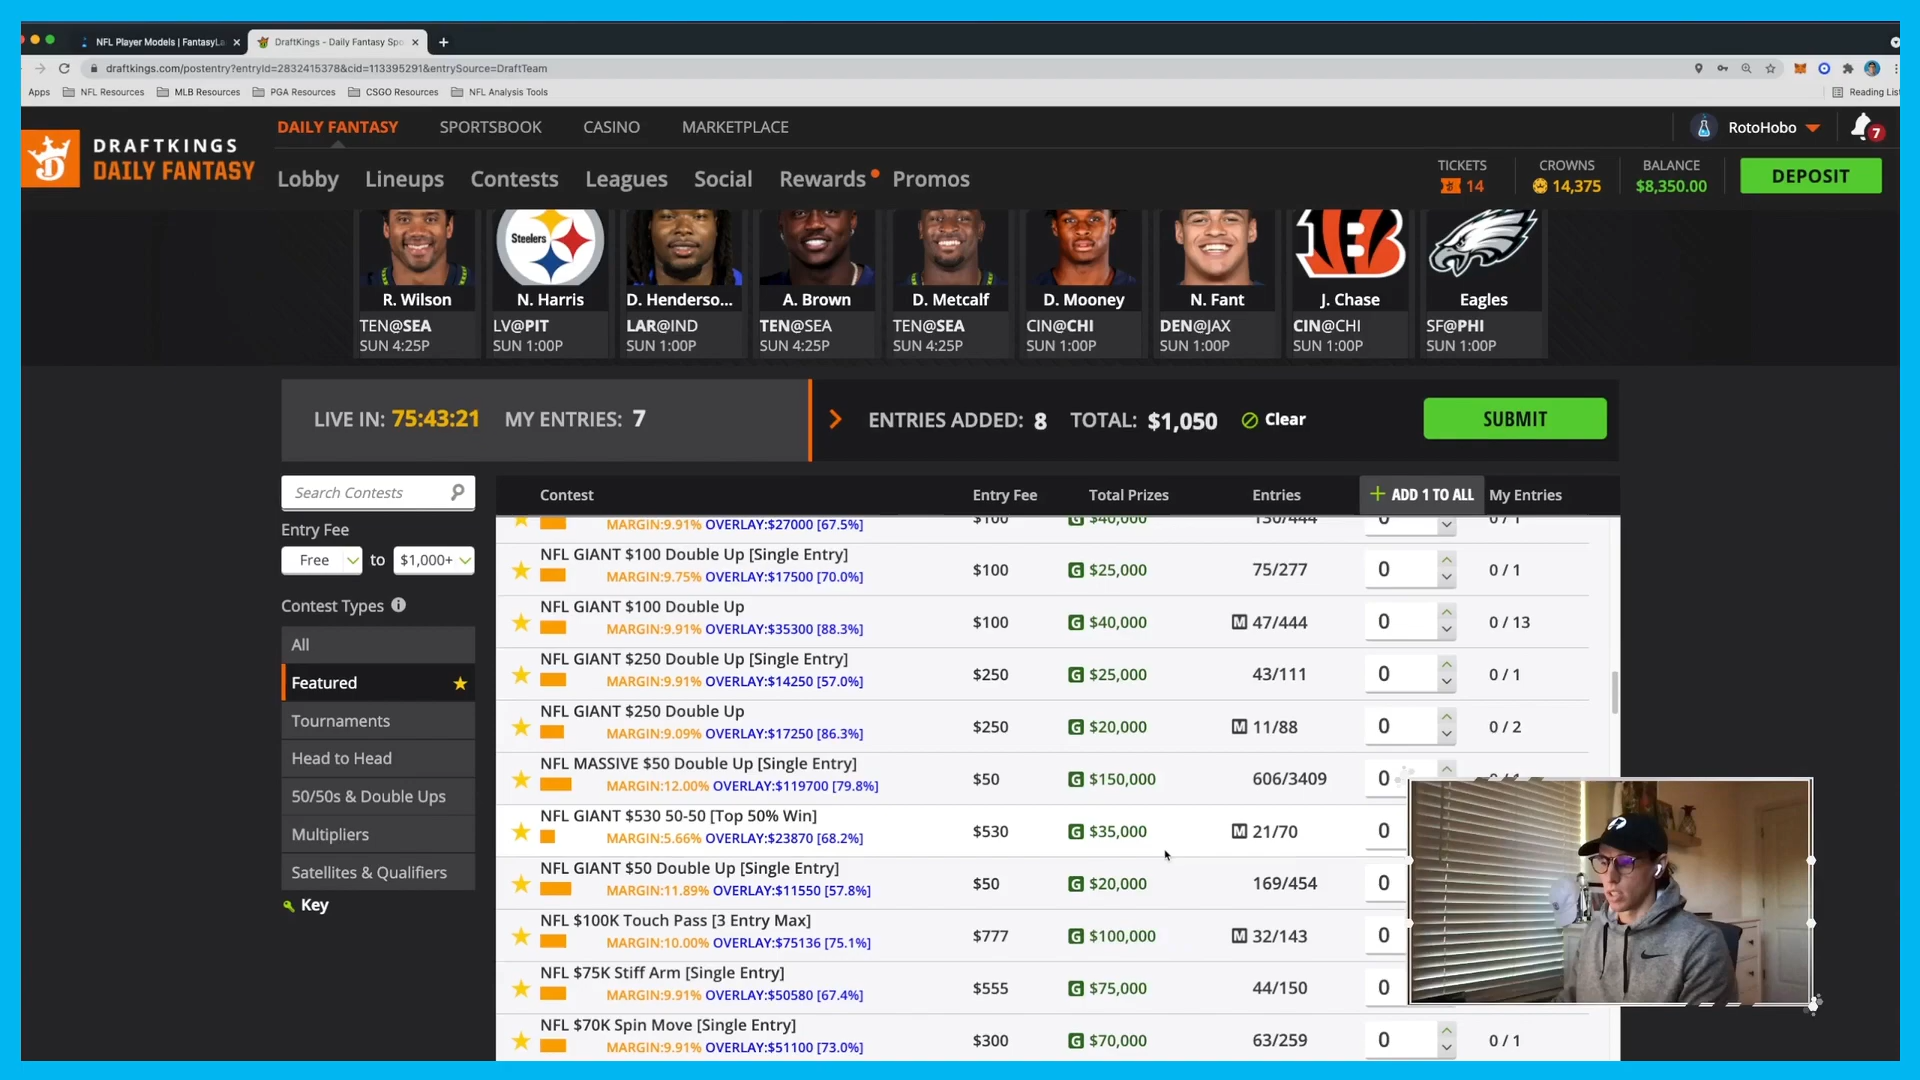 NFL Player Models | FantasyLa
DraftKings - Daily Fantasy Spo
draftkings.com/postentry?entryId=2832415378&cid=113395291&entrySource=DraftTeam
Apps NFL Resources MLB Resources PGA Resources CSGO Resources NFL Analysis Tools Reading List
DRAFTKINGS
DAILY FANTASY
DAILY FANTASY SPORTSBOOK CASINO MARKETPLACE
RotoHobo 7
Lobby Lineups Contests Leagues Social Rewards Promos
TICKETS CROWNS BALANCE
14 14,375 $8,350.00
DEPOSIT
Steelers
R. Wilson N. Harris D. Henderso... A. Brown D. Metcalf D. Mooney N. Fant J. Chase Eagles
TEN@SEA LV@PIT LAR@IND TEN@SEA TEN@SEA CIN@CHI DEN@JAX CIN@CHI SF@PHI
SUN 4:25P SUN 1:00P SUN 1:00P SUN 4:25P SUN 4:25P SUN 1:00P SUN 1:00P SUN 1:00P SUN 1:00P
LIVE IN: 75:43:21 MY ENTRIES: 7
ENTRIES ADDED: 8 TOTAL: $1,050 Clear
SUBMIT
Search Contests
Entry Fee
Free to $1,000+
Contest Types
All
Featured
Tournaments
Head to Head
50/50s & Double Ups
Multipliers
Satellites & Qualifiers
Key
Contest Entry Fee Total Prizes Entries + ADD 1 TO ALL My Entries
$100 G $40,000 130/444 0 0 / 1
MARGIN:9.91% OVERLAY:$27000 [67.5%]
NFL GIANT $100 Double Up [Single Entry]
MARGIN:9.75% OVERLAY:$17500 [70.0%]
$100 G $25,000 75/277 0 0 / 1
NFL GIANT $100 Double Up
MARGIN:9.91% OVERLAY:$35300 [88.3%]
$100 G $40,000 M 47/444 0 0 / 13
NFL GIANT $250 Double Up [Single Entry]
MARGIN:9.91% OVERLAY:$14250 [57.0%]
$250 G $25,000 43/111 0 0 / 1
NFL GIANT $250 Double Up
MARGIN:9.09% OVERLAY:$17250 [86.3%]
$250 G $20,000 M 11/88 0 0 / 2
NFL MASSIVE $50 Double Up [Single Entry]
MARGIN:12.00% OVERLAY:$119700 [79.8%]
$50 G $150,000 606/3409 0
NFL GIANT $530 50-50 [Top 50% Win]
MARGIN:5.66% OVERLAY:$23870 [68.2%]
$530 G $35,000 M 21/70 0
NFL GIANT $50 Double Up [Single Entry]
MARGIN:11.89% OVERLAY:$11550 [57.8%]
$50 G $20,000 169/454 0
NFL $100K Touch Pass [3 Entry Max]
MARGIN:10.00% OVERLAY:$75136 [75.1%]
$777 G $100,000 M 32/143 0
NFL $75K Stiff Arm [Single Entry]
MARGIN:9.91% OVERLAY:$50580 [67.4%]
$555 G $75,000 44/150 0
NFL $70K Spin Move [Single Entry]
MARGIN:9.91% OVERLAY:$51100 [73.0%]
$300 G $70,000 63/259 0 0 / 1